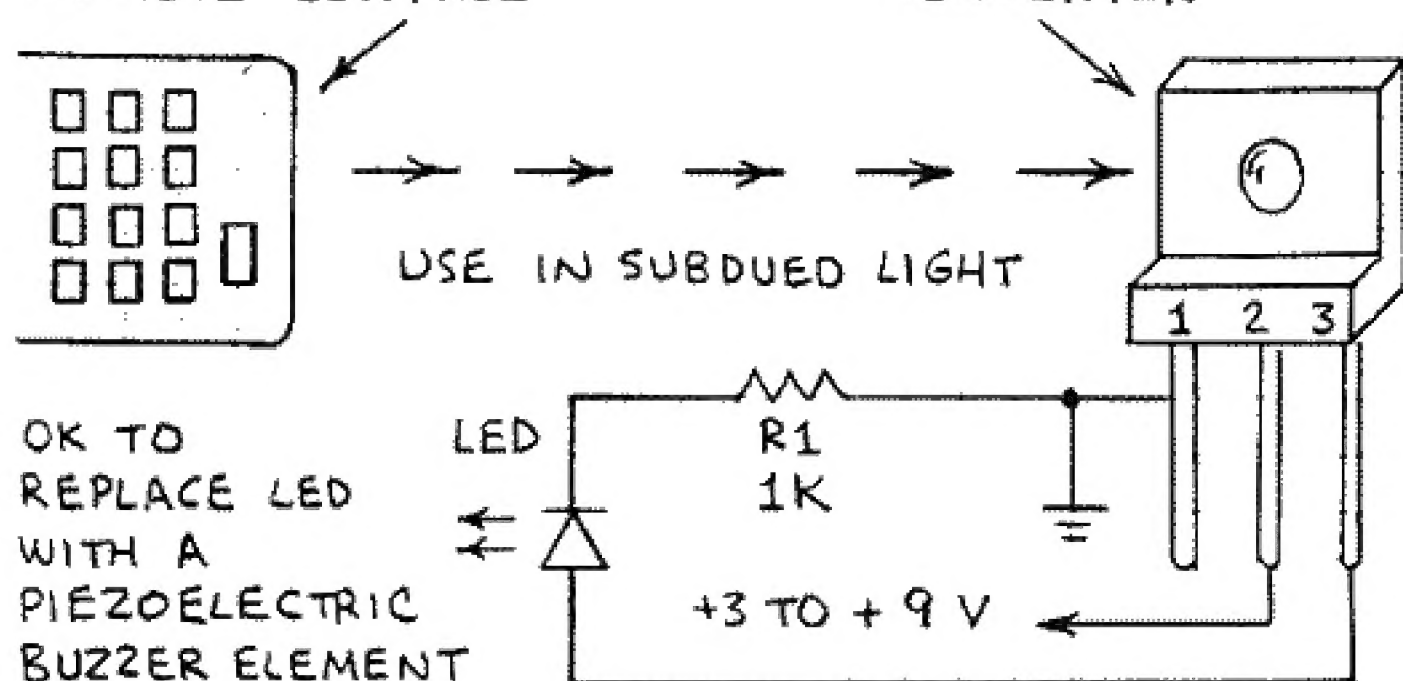 USE IN SUBDUED LIGHT
1 2 3
OK TO
REPLACE LED
WITH A
PIEZOELECTRIC
BUZZER ELEMENT
LED
R1
1K
+3 TO + 9 V